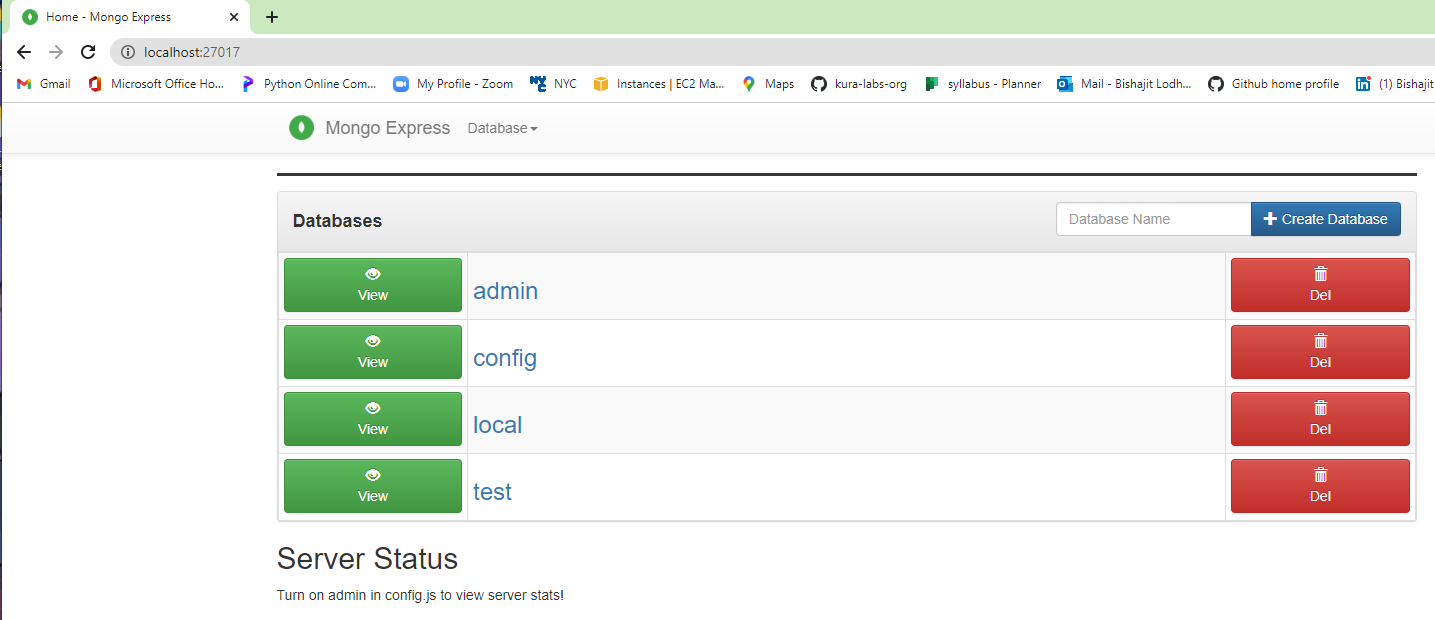 Home - Mongo Express
localhost:27017
Gmail Microsoft Office Ho... Python Online Com... My Profile - Zoom NYC Instances | EC2 Ma... Maps kura-labs-org syllabus - Planner Mail - Bishajit Lodh... Github home profile (1) Bishajit
Mongo Express Database
Databases Database Name Create Database
View admin Del
View config Del
View local Del
View test Del
Server Status
Turn on admin in config.js to view server stats!